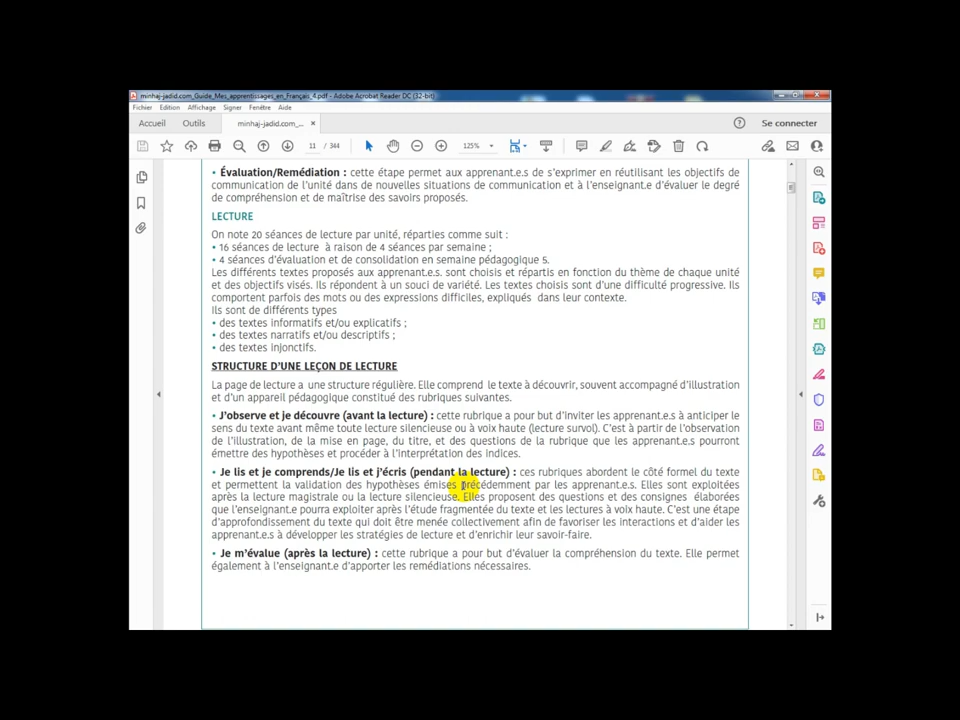 minhaj-jadid.com_Guide_Mes_apprentissages_en_Français_4.pdf - Adobe Acrobat Reader DC (32-bit)
Fichier Edition Affichage Signer Fenêtre Aide
Accueil Outils minhaj-jadid.com_... × Se connecter
11 / 344 125%
• Évaluation/Remédiation : cette étape permet aux apprenant.e.s de s'exprimer en réutilisant les objectifs de
communication de l'unité dans de nouvelles situations de communication et à l'enseignant.e d'évaluer le degré
de compréhension et de maîtrise des savoirs proposés.
LECTURE
On note 20 séances de lecture par unité, réparties comme suit :
• 16 séances de lecture à raison de 4 séances par semaine ;
• 4 séances d'évaluation et de consolidation en semaine pédagogique 5.
Les différents textes proposés aux apprenant.e.s. sont choisis et répartis en fonction du thème de chaque unité
et des objectifs visés. Ils répondent à un souci de variété. Les textes choisis sont d'une difficulté progressive. Ils
comportent parfois des mots ou des expressions difficiles, expliqués dans leur contexte.
Ils sont de différents types
• des textes informatifs et/ou explicatifs ;
• des textes narratifs et/ou descriptifs ;
• des textes injonctifs.
STRUCTURE D'UNE LEÇON DE LECTURE
La page de lecture a une structure régulière. Elle comprend le texte à découvrir, souvent accompagné d'illustration
et d'un appareil pédagogique constitué des rubriques suivantes.
• J'observe et je découvre (avant la lecture) : cette rubrique a pour but d'inviter les apprenant.e.s à anticiper le
sens du texte avant même toute lecture silencieuse ou à voix haute (lecture survol). C'est à partir de l'observation
de l'illustration, de la mise en page, du titre, et des questions de la rubrique que les apprenant.e.s pourront
émettre des hypothèses et procéder à l'interprétation des indices.
• Je lis et je comprends/Je lis et j'écris (pendant la lecture) : ces rubriques abordent le côté formel du texte
et permettent la validation des hypothèses émises précédemment par les apprenant.e.s. Elles sont exploitées
après la lecture magistrale ou la lecture silencieuse. Elles proposent des questions et des consignes élaborées
que l'enseignant.e pourra exploiter après l'étude fragmentée du texte et les lectures à voix haute. C'est une étape
d'approfondissement du texte qui doit être menée collectivement afin de favoriser les interactions et d'aider les
apprenant.e.s à développer les stratégies de lecture et d'enrichir leur savoir-faire.
• Je m'évalue (après la lecture) : cette rubrique a pour but d'évaluer la compréhension du texte. Elle permet
également à l'enseignant.e d'apporter les remédiations nécessaires.